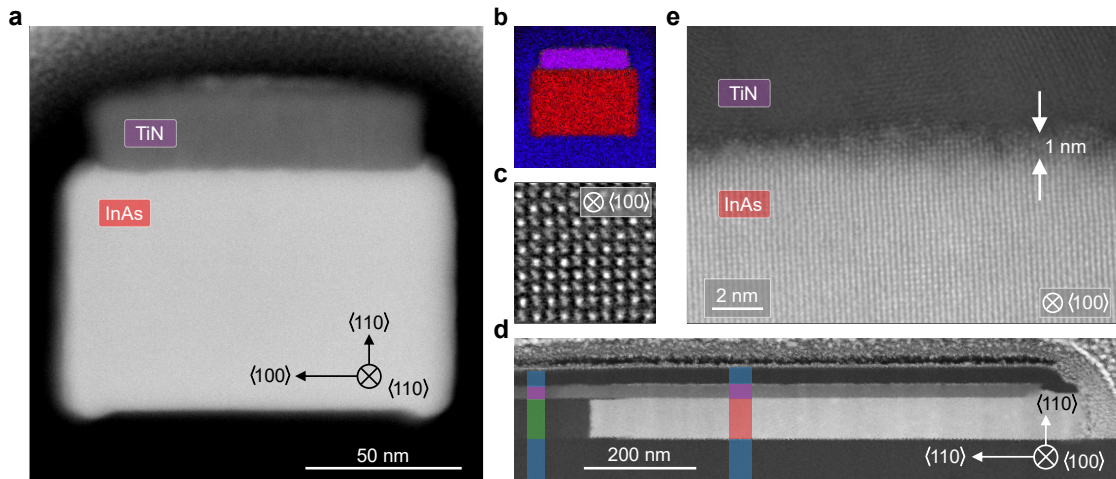 a
TiN
InAs
⟨110⟩
⟨100⟩
⟨110⟩
50 nm
b
c
⟨100⟩
d
200 nm
⟨110⟩
⟨110⟩
⟨100⟩
e
TiN
1 nm
InAs
2 nm
⟨100⟩